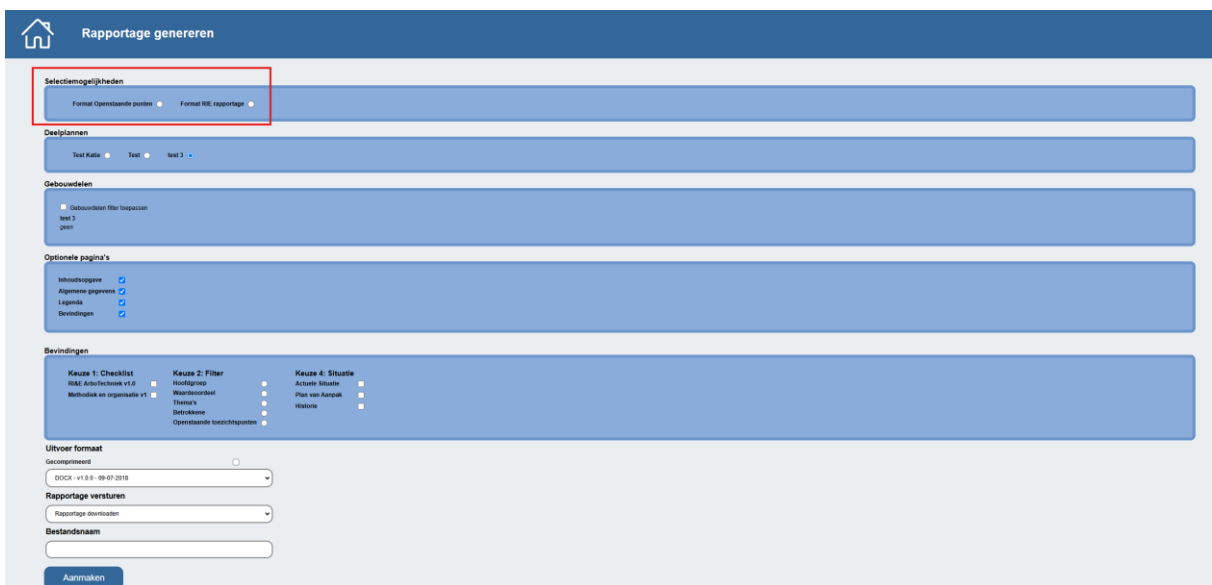 Rapportage genereren
Selectiemogelijkheden
Format Openstaande punten Format RIE rapportage
Deelplannen
Test Katie Test test 3
Gebouwdelen
Gebouwdelen filter toepassen
test 3
geen
Optionele pagina's
Inhoudsopgave
Algemene gegevens
Legenda
Bevindingen
Bevindingen
Keuze 1: Checklist
RI&E ArboTechniek v1.0
Methodiek en organisatie v1
Keuze 2: Filter
Hoofdgroep
Waardeoordeel
Thema's
Betrokkene
Openstaande toezichtspunten
Keuze 4: Situatie
Actuele Situatie
Plan van Aanpak
Historie
Uitvoer formaat
Gecomprimeerd
DOCX - v1.0.0 - 09-07-2018
Rapportage versturen
Rapportage downloaden
Bestandsnaam
Aanmaken